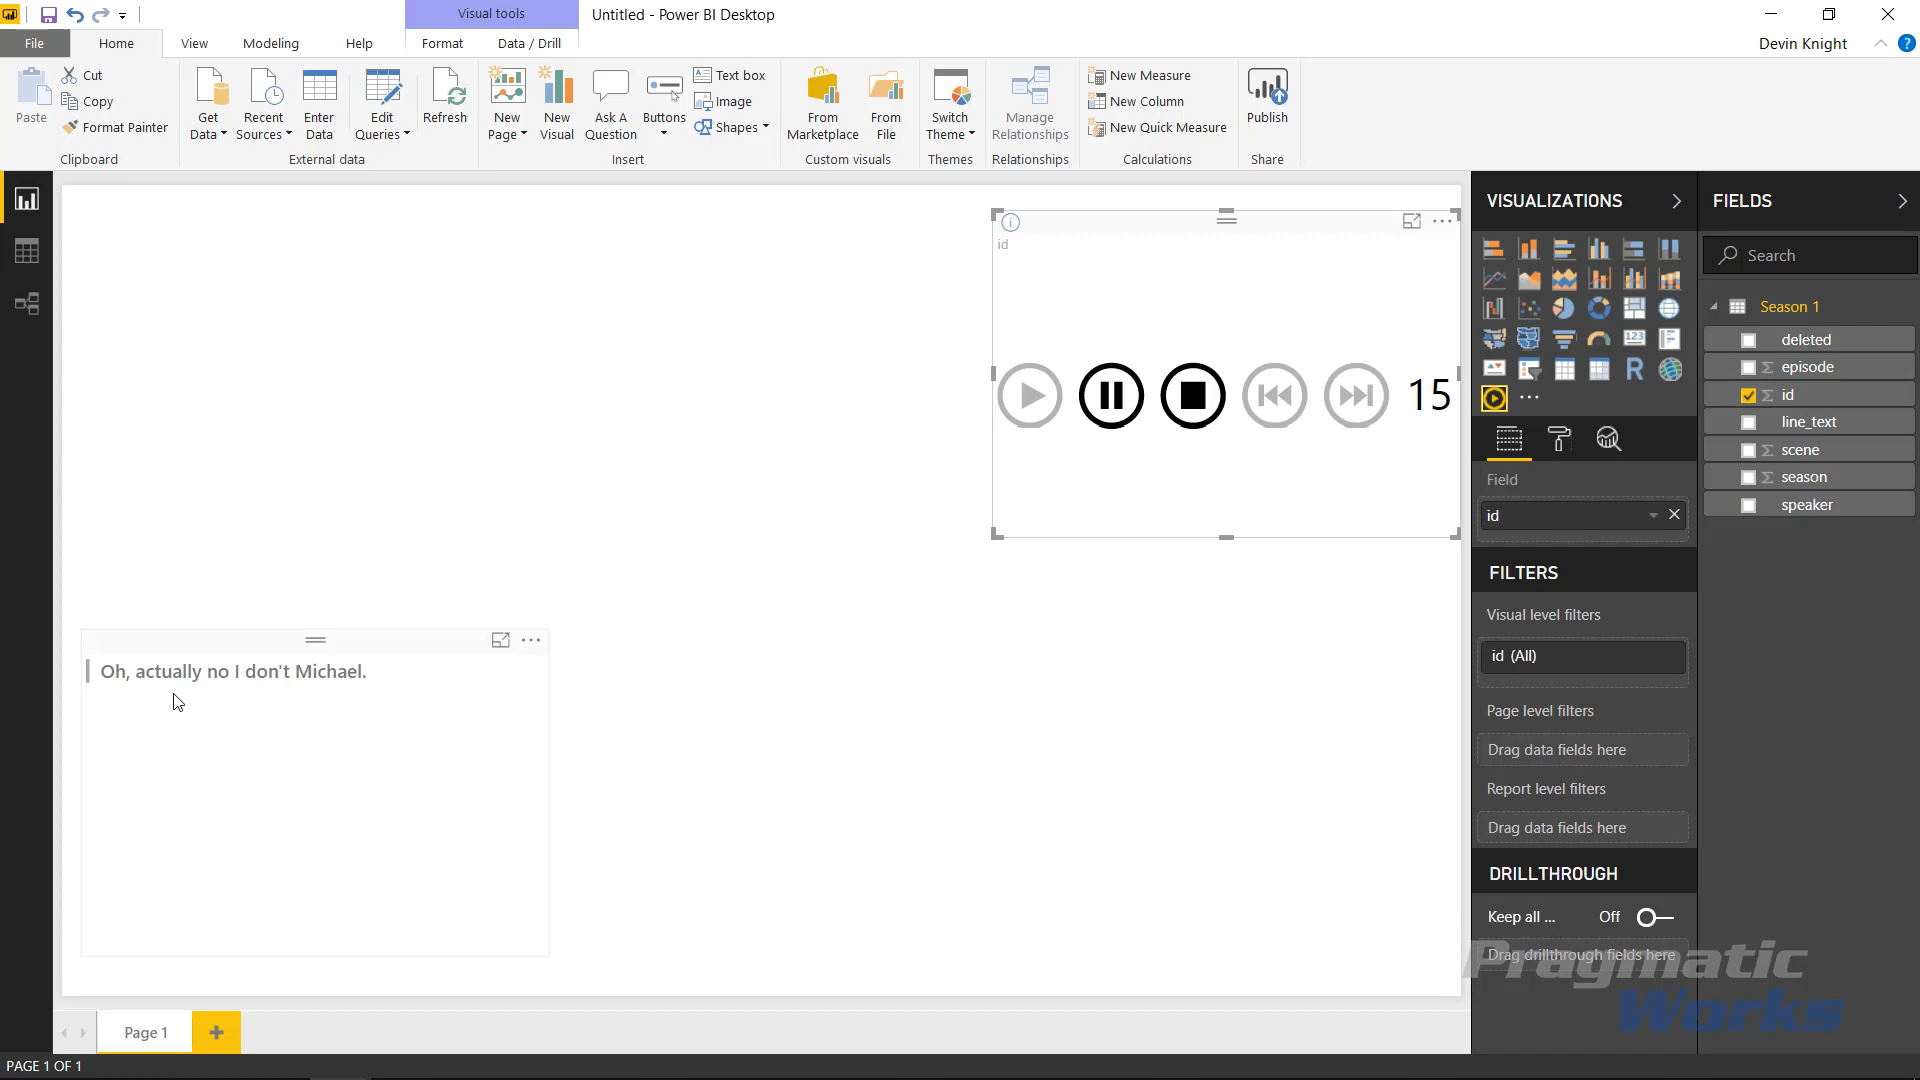 Visual tools
Untitled - Power BI Desktop
File
Home
View
Modeling
Help
Format
Data / Drill
Devin Knight
?
Paste
Cut
Copy
Format Painter
Clipboard
Get
Data
Recent
Sources
Enter
Data
Edit
Queries
Refresh
External data
New
Page
New
Visual
Ask A
Question
Buttons
Text box
Image
Shapes
Insert
From
Marketplace
From
File
Custom visuals
Switch
Theme
Themes
Manage
Relationships
Relationships
New Measure
New Column
New Quick Measure
Calculations
Publish
Share
i
id
15
Oh, actually no I don't Michael.
VISUALIZATIONS
123
R
Field
id
FILTERS
Visual level filters
id (All)
Page level filters
Drag data fields here
Report level filters
Drag data fields here
DRILLTHROUGH
Keep all ...
Off
Drag drillthrough fields here
FIELDS
Search
Season 1
deleted
Σ episode
Σ id
line_text
Σ scene
Σ season
speaker
Pragmatic
Works
Page 1
PAGE 1 OF 1